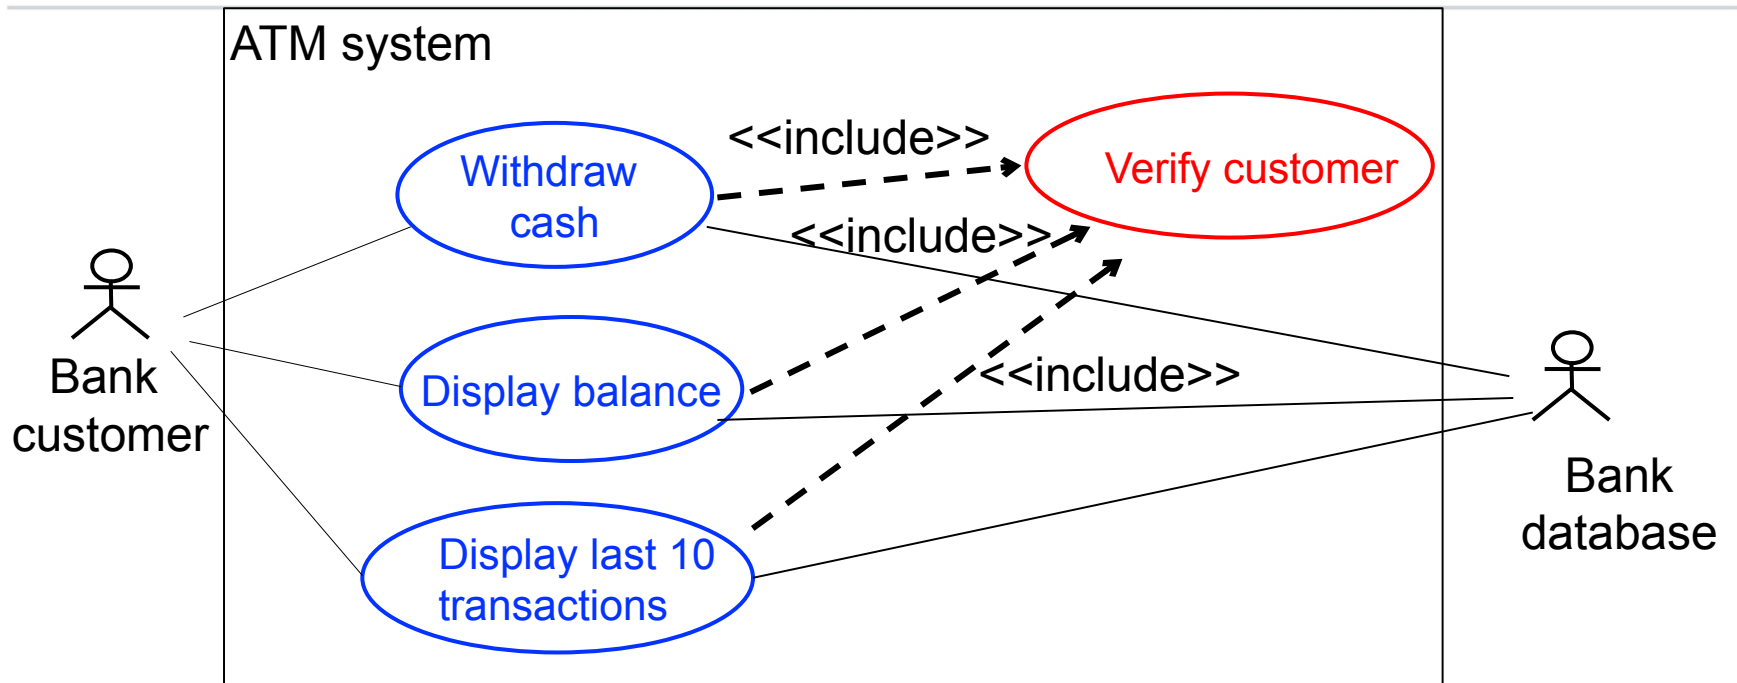 ATM system
<<include>>
Withdraw
cash
Verify customer
<<include>>
Bank
customer
Display balance
<<include>>
Bank
database
Display last 10
transactions